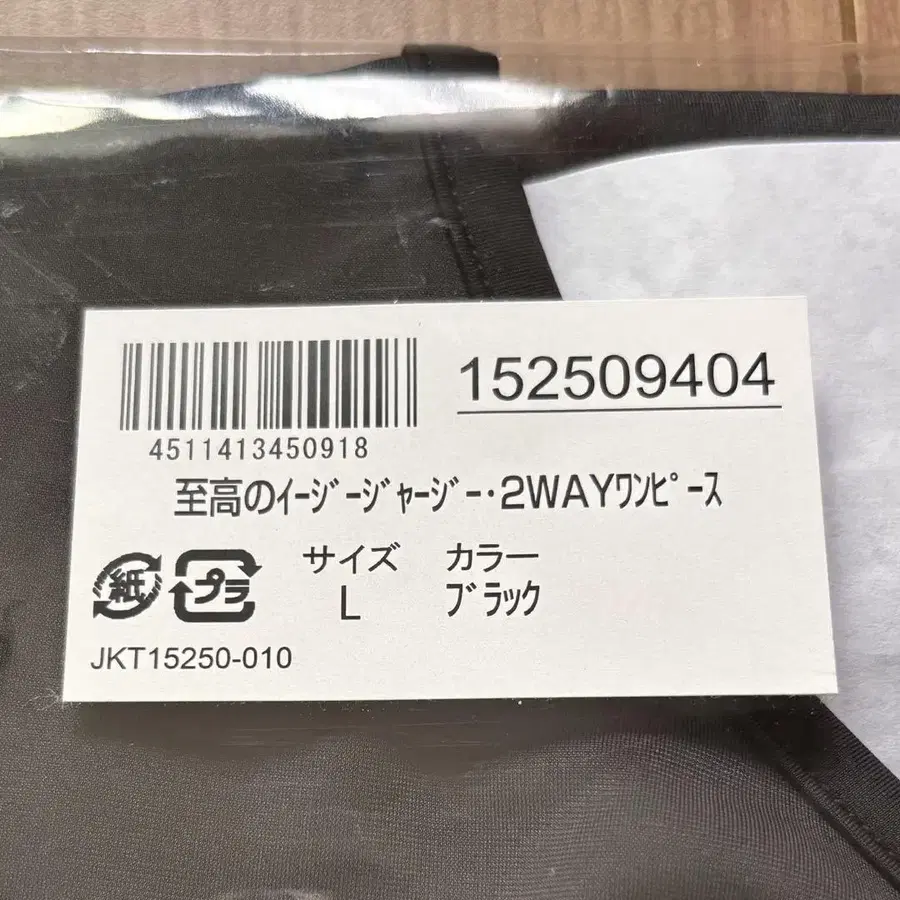 152509404
4511413450918
至高のｲｰｼﾞｰｼﾞｬｰｼﾞｰ・2WAYﾜﾝﾋﾟｰｽ
紙 プラ サイズ カラー
L ﾌﾞﾗｯｸ
JKT15250-010